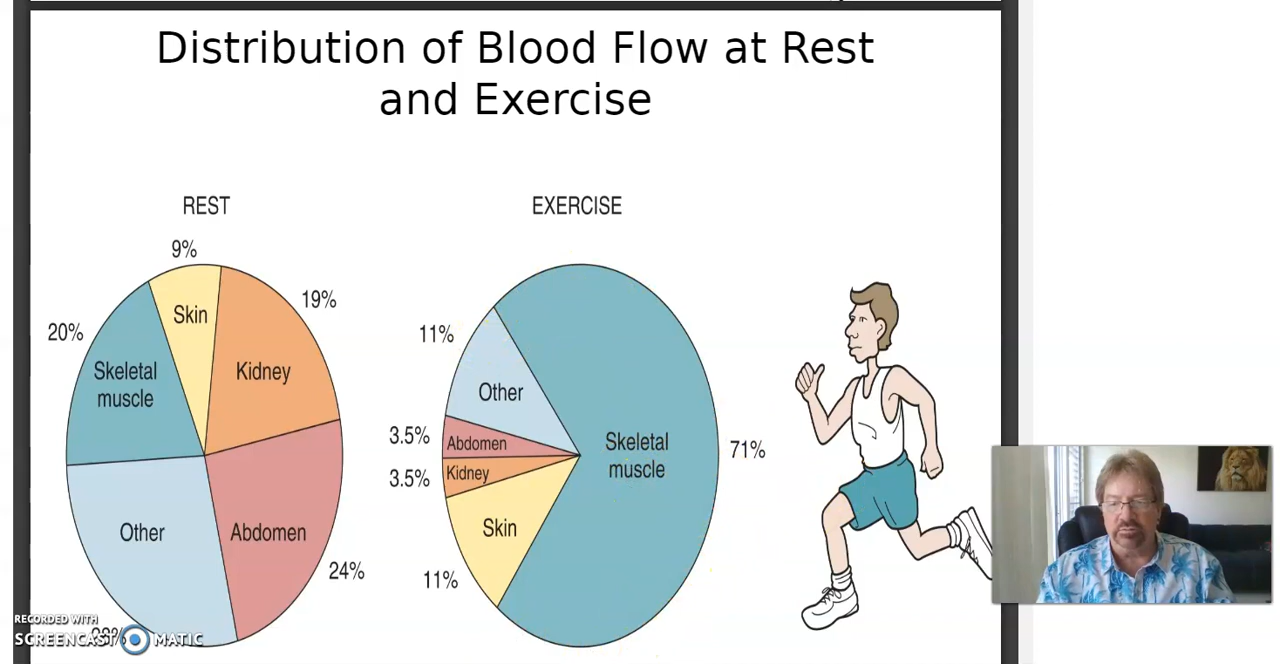 Distribution of Blood Flow at Rest
and Exercise
REST
EXERCISE
9%
19%
20%
Skin
Skeletal
muscle
Kidney
Other
Abdomen
24%
11%
Other
3.5%
Abdomen
Skeletal
muscle
71%
3.5%
Kidney
Skin
11%
RECORDED WITH
SCREENCAST MATIC